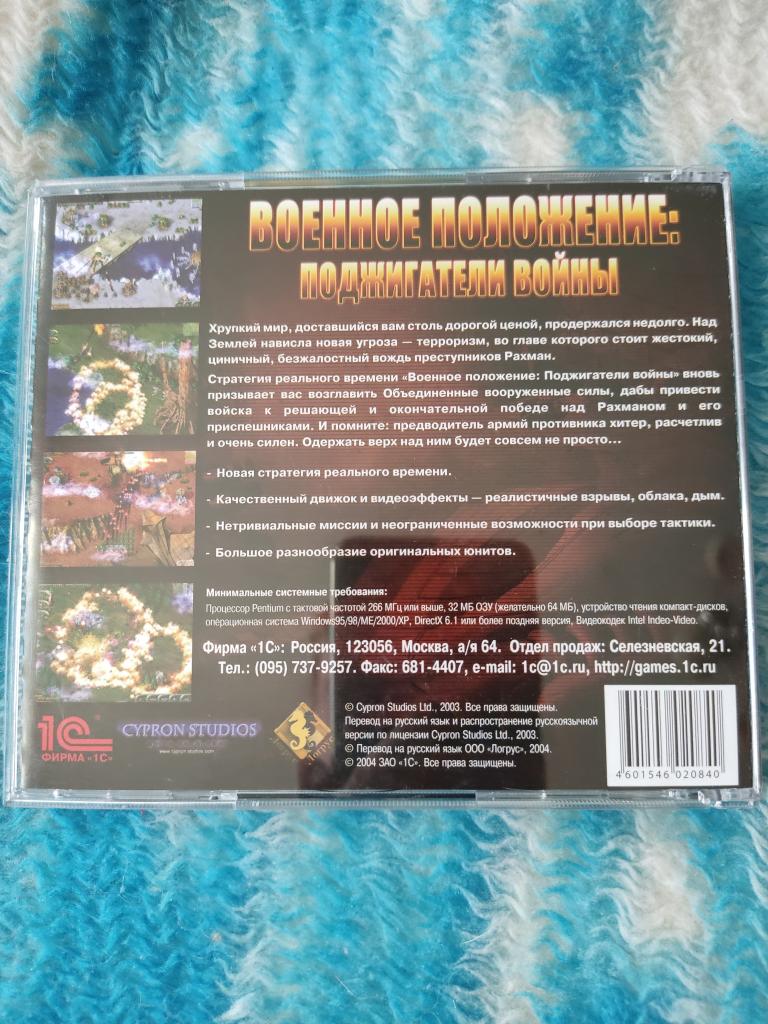 ВОЕННОЕ ПОЛОЖЕНИЕ:
ПОДЖИГАТЕЛИ ВОЙНЫ
Хрупкий мир, доставшийся вам столь дорогой ценой, продержался недолго. Над
Землей нависла новая угроза — терроризм, во главе которого стоит жестокий,
циничный, безжалостный вождь преступников Рахман.
Стратегия реального времени «Военное положение: Поджигатели войны» вновь
призывает вас возглавить Объединенные вооруженные силы, дабы привести
войска к решающей и окончательной победе над Рахманом и его
приспешниками. И помните: предводитель армий противника хитер, расчетлив
и очень силен. Одержать верх над ним будет совсем не просто...
- Новая стратегия реального времени.
- Качественный движок и видеоэффекты — реалистичные взрывы, облака, дым.
- Нетривиальные миссии и неограниченные возможности при выборе тактики.
- Большое разнообразие оригинальных юнитов.
Минимальные системные требования:
Процессор Pentium с тактовой частотой 266 МГц или выше, 32 МБ ОЗУ (желательно 64 МБ), устройство чтения компакт-дисков,
операционная система Windows95/98/ME/2000/XP, DirectX 6.1 или более поздняя версия, Видеокодек Intel Indeo-Video.
Фирма "1С": Россия, 123056, Москва, а/я 64. Отдел продаж: Селезневская, 21.
Тел.: (095) 737-9257. Факс: 681-4407, e-mail: 1c@1c.ru, http://games.1c.ru
1С
ФИРМА «1С»
CYPRON STUDIOS
www.cypron-studios.com
Логрус
© Cypron Studios Ltd., 2003. Все права защищены.
Перевод на русский язык и распространение русскоязычной
версии по лицензии Cypron Studios Ltd., 2003.
© Перевод на русский язык ООО «Логрус», 2004.
© 2004 ЗАО «1С». Все права защищены.
4601546020840